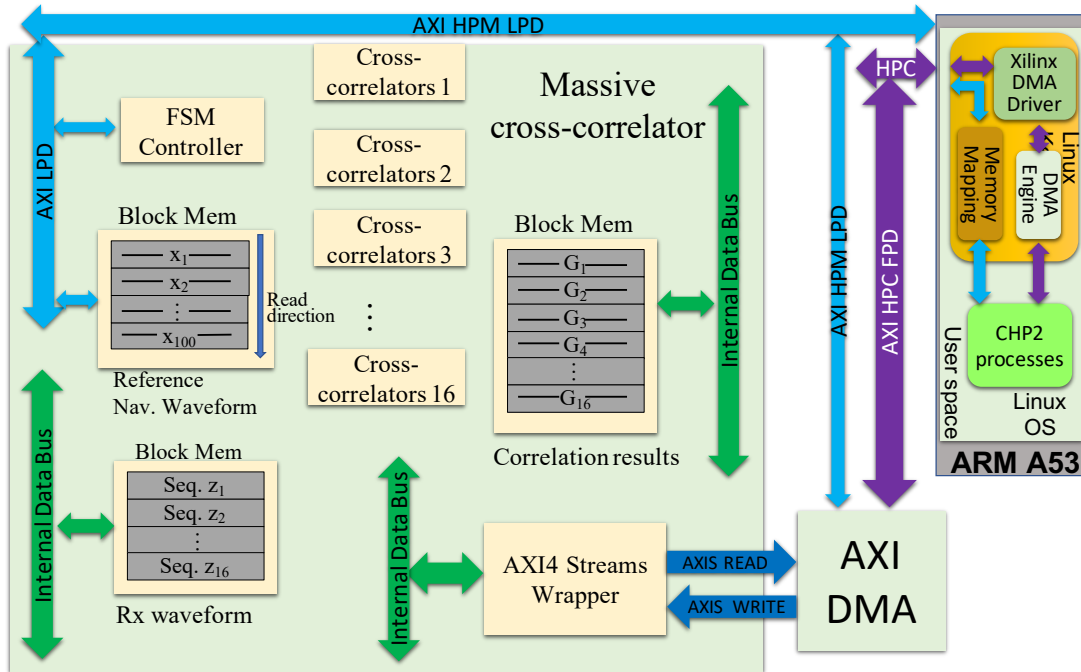 AXI HPM LPD
AXI LPD
FSM
Controller
Cross-
correlators 1
Cross-
correlators 2
Cross-
correlators 3
⋮
Cross-
correlators 16
Massive
cross-correlator
Block Mem
x1
x2
⋮
x100
Read
direction
Reference
Nav. Waveform
Block Mem
G1
G2
G3
G4
⋮
G16
Correlation results
Internal Data Bus
Internal Data Bus
Block Mem
Seq. z1
Seq. z2
⋮
Seq. z16
Rx waveform
Internal Data Bus
AXI4 Streams
Wrapper
AXIS READ
AXIS WRITE
AXI
DMA
AXI HPM LPD
AXI HPC FPD
HPC
Xilinx
DMA
Driver
Linux
Memory
Mapping
DMA
Engine
CHP2
processes
User space
Linux
OS
ARM A53